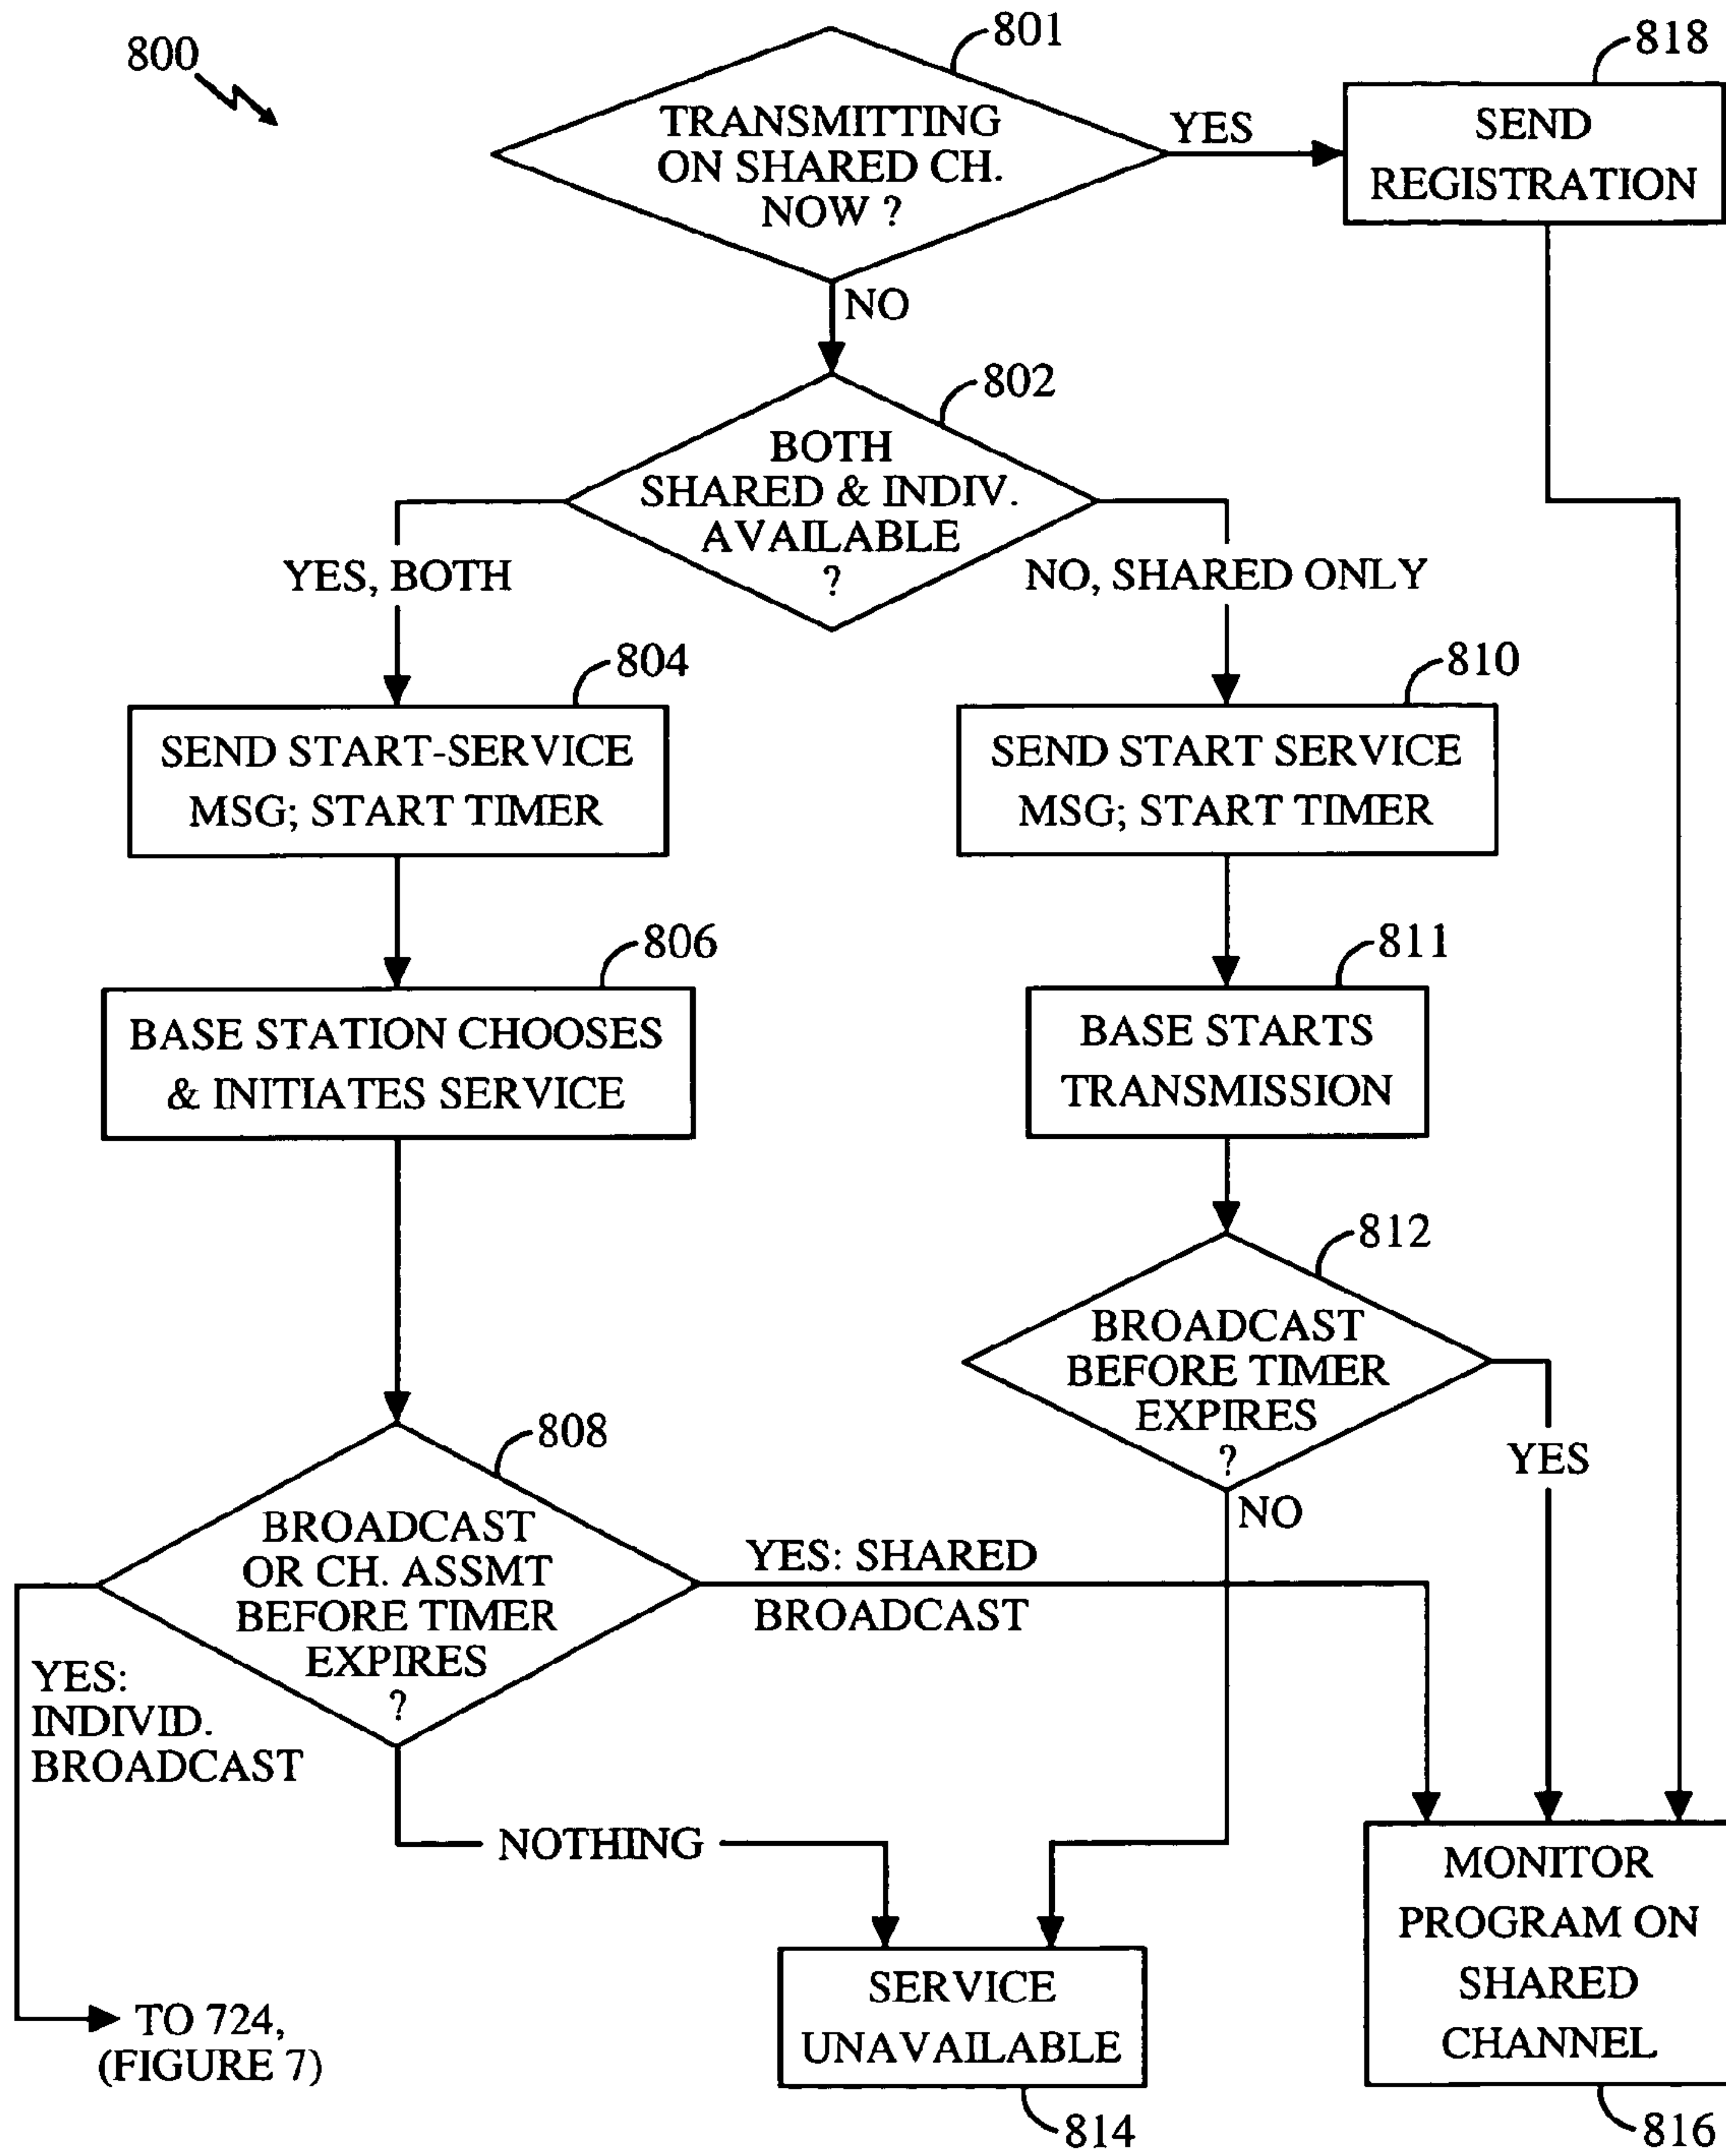 800
801
TRANSMITTING
ON SHARED CH.
NOW ?
YES
818
SEND
REGISTRATION
NO
802
BOTH
SHARED & INDIV.
AVAILABLE
?
YES, BOTH
NO, SHARED ONLY
804
SEND START-SERVICE
MSG; START TIMER
810
SEND START SERVICE
MSG; START TIMER
806
BASE STATION CHOOSES
& INITIATES SERVICE
811
BASE STARTS
TRANSMISSION
812
BROADCAST
BEFORE TIMER
EXPIRES
?
YES
NO
808
BROADCAST
OR CH. ASSMT
BEFORE TIMER
EXPIRES
?
YES: SHARED
BROADCAST
YES:
INDIVID.
BROADCAST
NOTHING
TO 724,
(FIGURE 7)
SERVICE
UNAVAILABLE
814
MONITOR
PROGRAM ON
SHARED
CHANNEL
816